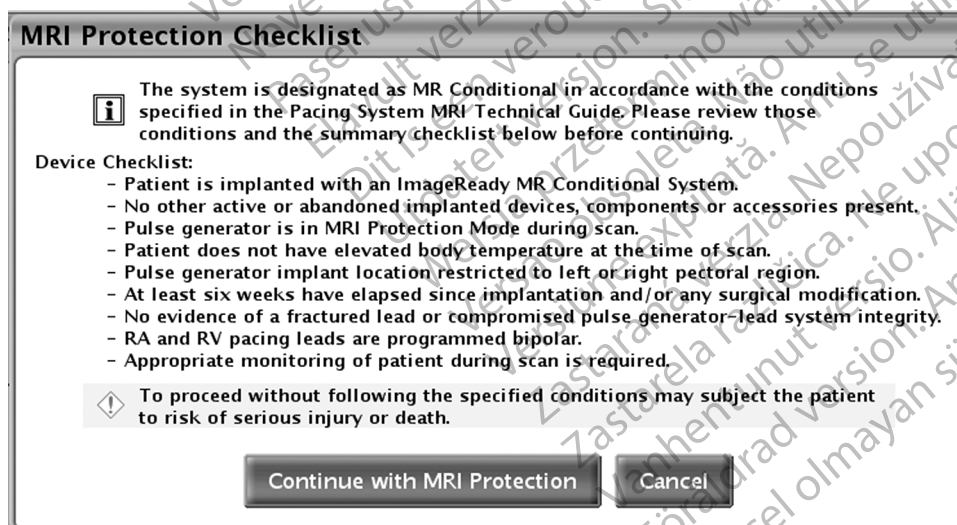 MRI Protection Checklist
The system is designated as MR Conditional in accordance with the conditions
specified in the Pacing System MRI Technical Guide. Please review those
conditions and the summary checklist below before continuing.
Device Checklist:
- Patient is implanted with an ImageReady MR Conditional System.
- No other active or abandoned implanted devices, components or accessories present.
- Pulse generator is in MRI Protection Mode during scan.
- Patient does not have elevated body temperature at the time of scan.
- Pulse generator implant location restricted to left or right pectoral region.
- At least six weeks have elapsed since implantation and/or any surgical modification.
- No evidence of a fractured lead or compromised pulse generator-lead system integrity.
- RA and RV pacing leads are programmed bipolar.
- Appropriate monitoring of patient during scan is required.
To proceed without following the specified conditions may subject the patient
to risk of serious injury or death.
Continue with MRI Protection
Cancel